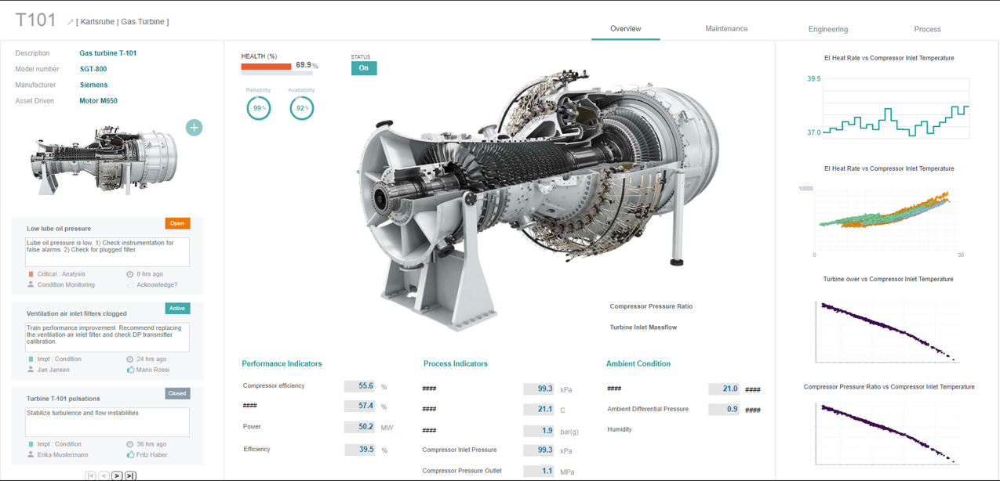 T101
[ Karlsruhe | Gas Turbine ]
Overview
Maintenance
Engineering
Process
Description
Gas turbine T-101
Model number
SGT-800
Manufacturer
Siemens
Asset Driven
Motor M650
+
Low lube oil pressure
Open
Lube oil pressure is low. 1) Check instrumentation for
false alarms. 2) Check for plugged filter.
Critical : Analysis
0 hrs ago
Condition Monitoring
Acknowledge?
Ventilation air inlet filters clogged
Active
Train performance improvement. Recommend replacing
the ventilation air inlet filter and check DP transmitter
calibration.
Impt : Condition
24 hrs ago
Jan Jansen
Mario Rossi
Turbine T-101 pulsations
Closed
Stabilize turbulence and flow instabilities
Impt : Condition
36 hrs ago
Erika Mustermann
Fritz Haber
|< < > >|
HEALTH (%)
69.9 %
STATUS
On
Reliability
99%
Availability
92%
Compressor Pressure Ratio
Turbine Inlet Massflow
Performance Indicators
Compressor efficiency 55.6 %
#### 57.4 %
Power 50.2 MW
Efficiency 39.5 %
Process Indicators
#### 99.3 kPa
#### 21.1 C
#### 1.9 bar(g)
Compressor Inlet Pressure 99.3 kPa
Compressor Pressure Outlet 1.1 MPa
Ambient Condition
#### 21.0 ####
Ambient Differential Pressure 0.9 ####
Humidity
EI Heat Rate vs Compressor Inlet Temperature
39.5
37.0
EI Heat Rate vs Compressor Inlet Temperature
10000
0
30
Turbine ower vs Compressor Inlet Temperature
Compressor Pressure Ratio vs Compressor Inlet Temperature